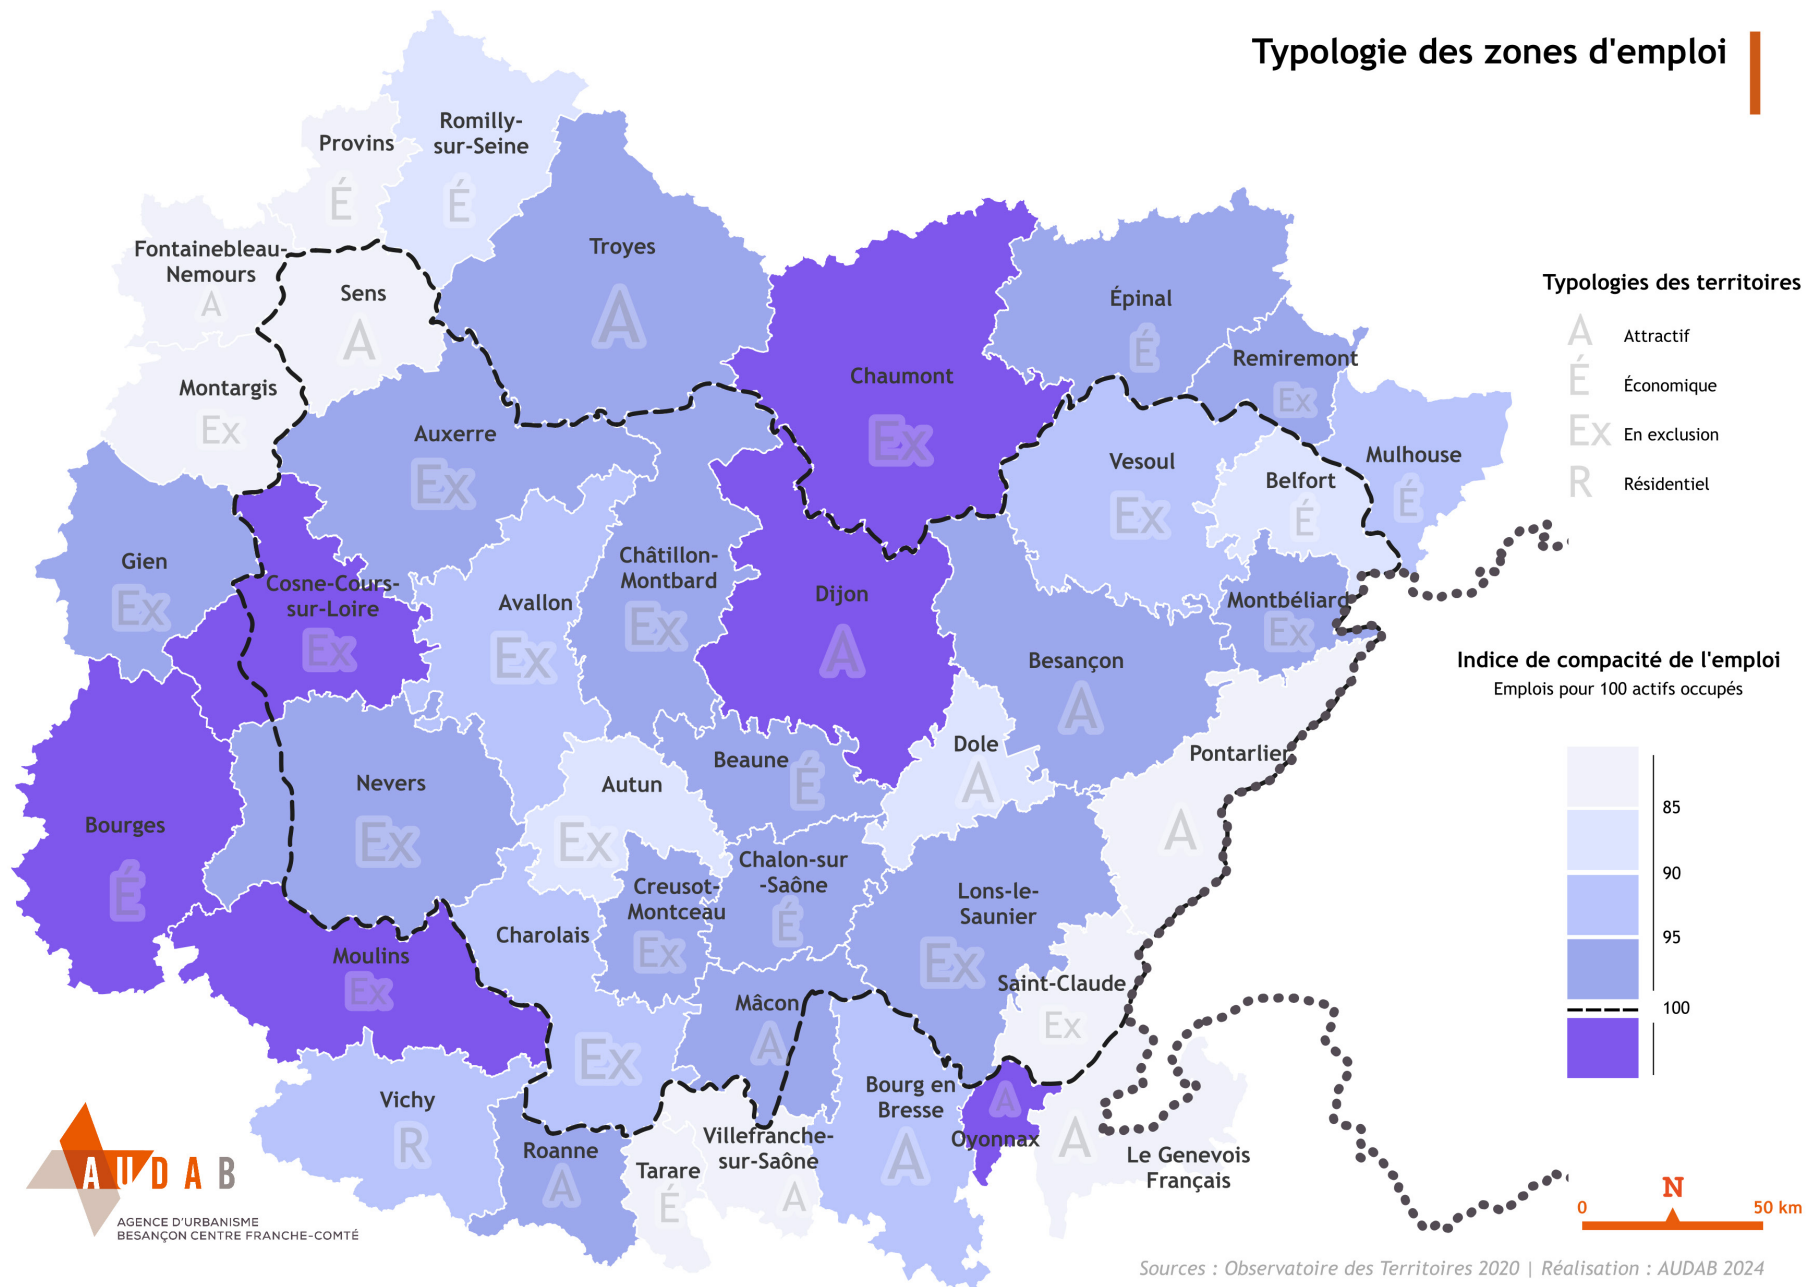 Typologie des zones d'emploi
Romilly-
sur-Seine
É
Provins
É
Fontainebleau-
Nemours
A
Sens
A
Troyes
A
Chaumont
Ex
Épinal
É
Remiremont
Ex
Montargis
Ex
Auxerre
Ex
Vesoul
Ex
Belfort
É
Mulhouse
É
Gien
Ex
Cosne-Cours-
sur-Loire
Ex
Avallon
Ex
Châtillon-
Montbard
Ex
Dijon
A
Montbéliard
Ex
Besançon
A
Pontarlier
A
Dole
A
Beaune
É
Autun
Ex
Nevers
Ex
Bourges
É
Creusot-
Montceau
Ex
Chalon-sur
-Saône
É
Lons-le-
Saunier
Ex
Charolais
Ex
Moulins
Ex
Saint-Claude
Ex
Mâcon
A
Vichy
R
Roanne
A
Tarare
É
Villefranche-
sur-Saône
A
Bourg en
Bresse
A
A
Oyonnax
A
Le Genevois
Français
Typologies des territoires
A Attractif
É Économique
Ex En exclusion
R Résidentiel
Indice de compacité de l'emploi
Emplois pour 100 actifs occupés
85
90
95
100
N
0 50 km
AUDAB
AGENCE D'URBANISME
BESANÇON CENTRE FRANCHE-COMTÉ
Sources : Observatoire des Territoires 2020 | Réalisation : AUDAB 2024